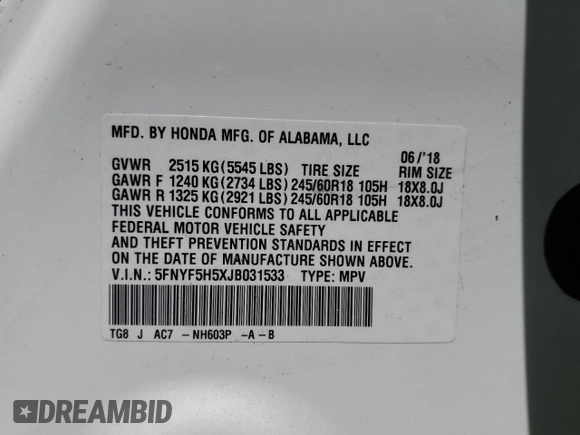 MFD. BY HONDA MFG. OF ALABAMA, LLC
06/'18
GVWR 2515 KG (5545 LBS) TIRE SIZE RIM SIZE
GAWR F 1240 KG (2734 LBS) 245/60R18 105H 18X8.0J
GAWR R 1325 KG (2921 LBS) 245/60R18 105H 18X8.0J
THIS VEHICLE CONFORMS TO ALL APPLICABLE
FEDERAL MOTOR VEHICLE SAFETY
AND THEFT PREVENTION STANDARDS IN EFFECT
ON THE DATE OF MANUFACTURE SHOWN ABOVE.
V.I.N.: 5FNYF5H5XJB031533 TYPE: MPV
TG8 J AC7 -NH603P -A-B
DREAMBID